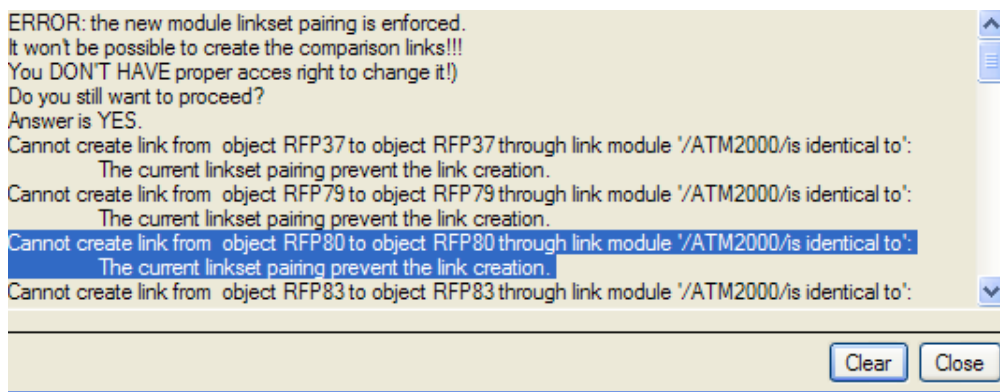 ERROR: the new module linkset pairing is enforced.
It won't be possible to create the comparison links!!!
You DON'T HAVE proper acces right to change it!)
Do you still want to proceed?
Answer is YES.
Cannot create link from  object RFP37 to object RFP37 through link module '/ATM2000/is identical to':
The current linkset pairing prevent the link creation.
Cannot create link from  object RFP79 to object RFP79 through link module '/ATM2000/is identical to':
The current linkset pairing prevent the link creation.
Cannot create link from  object RFP80 to object RFP80 through link module '/ATM2000/is identical to':
The current linkset pairing prevent the link creation.
Cannot create link from  object RFP83 to object RFP83 through link module '/ATM2000/is identical to':
Clear Close